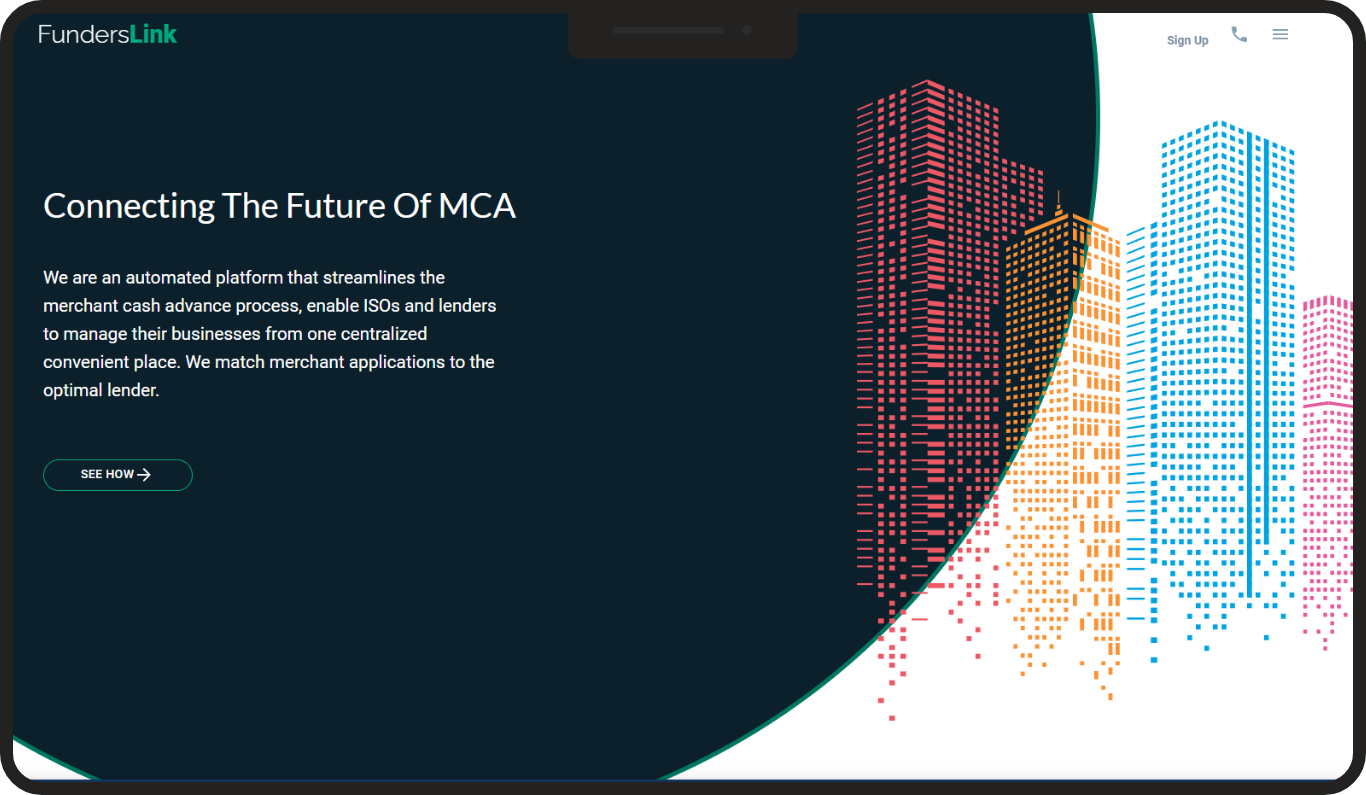 FundersLink
Sign Up
Connecting The Future Of MCA
We are an automated platform that streamlines the
merchant cash advance process, enable ISOs and lenders
to manage their businesses from one centralized
convenient place. We match merchant applications to the
optimal lender.
SEE HOW